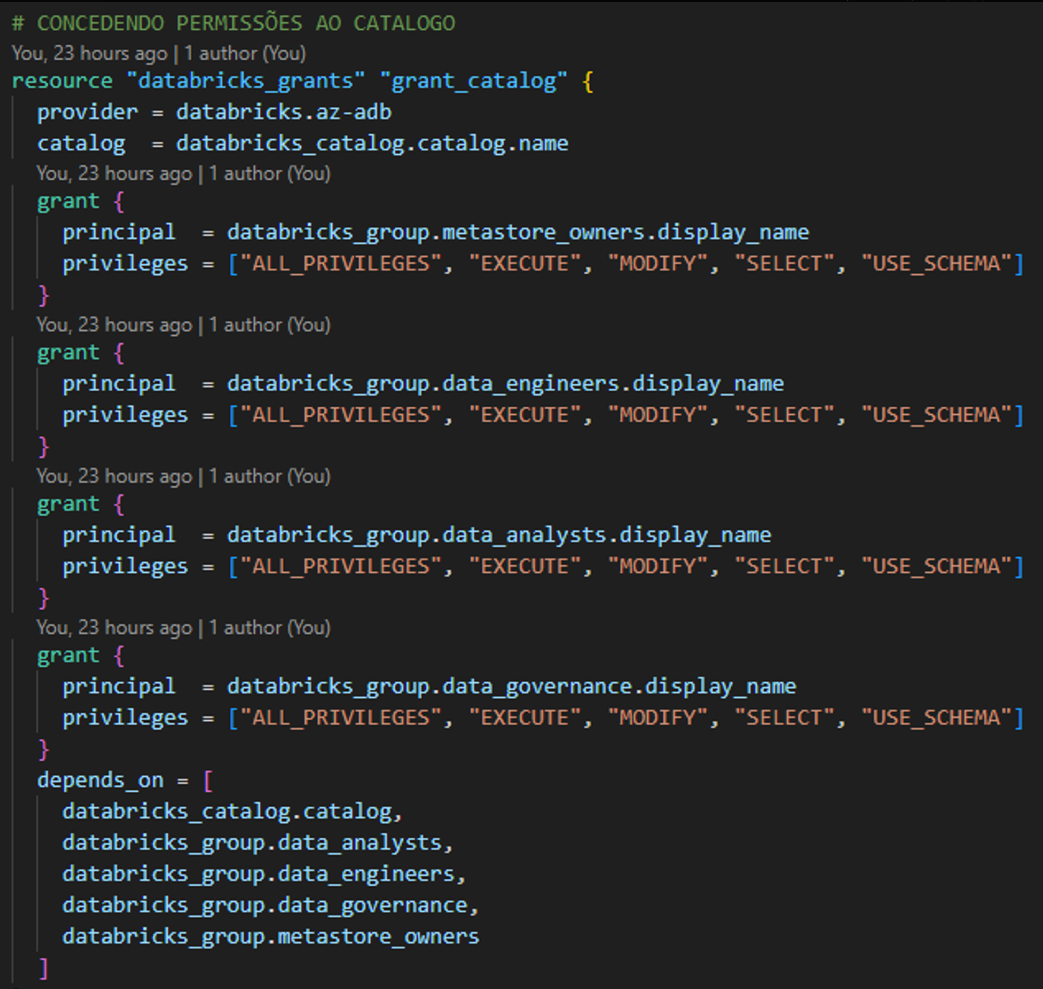 # CONCEDENDO PERMISSÕES AO CATALOGO
You, 23 hours ago | 1 author (You)
resource "databricks_grants" "grant_catalog" {
  provider = databricks.az-adb
  catalog  = databricks_catalog.catalog.name
  You, 23 hours ago | 1 author (You)
  grant {
    principal  = databricks_group.metastore_owners.display_name
    privileges = ["ALL_PRIVILEGES", "EXECUTE", "MODIFY", "SELECT", "USE_SCHEMA"]
  }
  You, 23 hours ago | 1 author (You)
  grant {
    principal  = databricks_group.data_engineers.display_name
    privileges = ["ALL_PRIVILEGES", "EXECUTE", "MODIFY", "SELECT", "USE_SCHEMA"]
  }
  You, 23 hours ago | 1 author (You)
  grant {
    principal  = databricks_group.data_analysts.display_name
    privileges = ["ALL_PRIVILEGES", "EXECUTE", "MODIFY", "SELECT", "USE_SCHEMA"]
  }
  You, 23 hours ago | 1 author (You)
  grant {
    principal  = databricks_group.data_governance.display_name
    privileges = ["ALL_PRIVILEGES", "EXECUTE", "MODIFY", "SELECT", "USE_SCHEMA"]
  }
  depends_on = [
    databricks_catalog.catalog,
    databricks_group.data_analysts,
    databricks_group.data_engineers,
    databricks_group.data_governance,
    databricks_group.metastore_owners
  ]